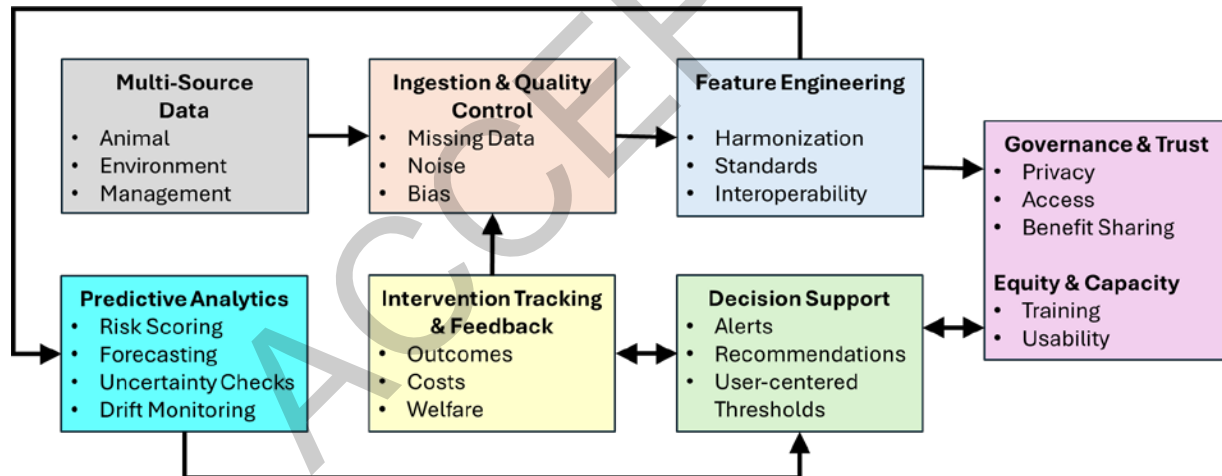 Multi-Source
Data
• Animal
• Environment
• Management
Ingestion & Quality
Control
• Missing Data
• Noise
• Bias
Feature Engineering
• Harmonization
• Standards
• Interoperability
Governance & Trust
• Privacy
• Access
• Benefit Sharing
Equity & Capacity
• Training
• Usability
Predictive Analytics
• Risk Scoring
• Forecasting
• Uncertainty Checks
• Drift Monitoring
Intervention Tracking
& Feedback
• Outcomes
• Costs
• Welfare
Decision Support
• Alerts
• Recommendations
• User-centered
Thresholds